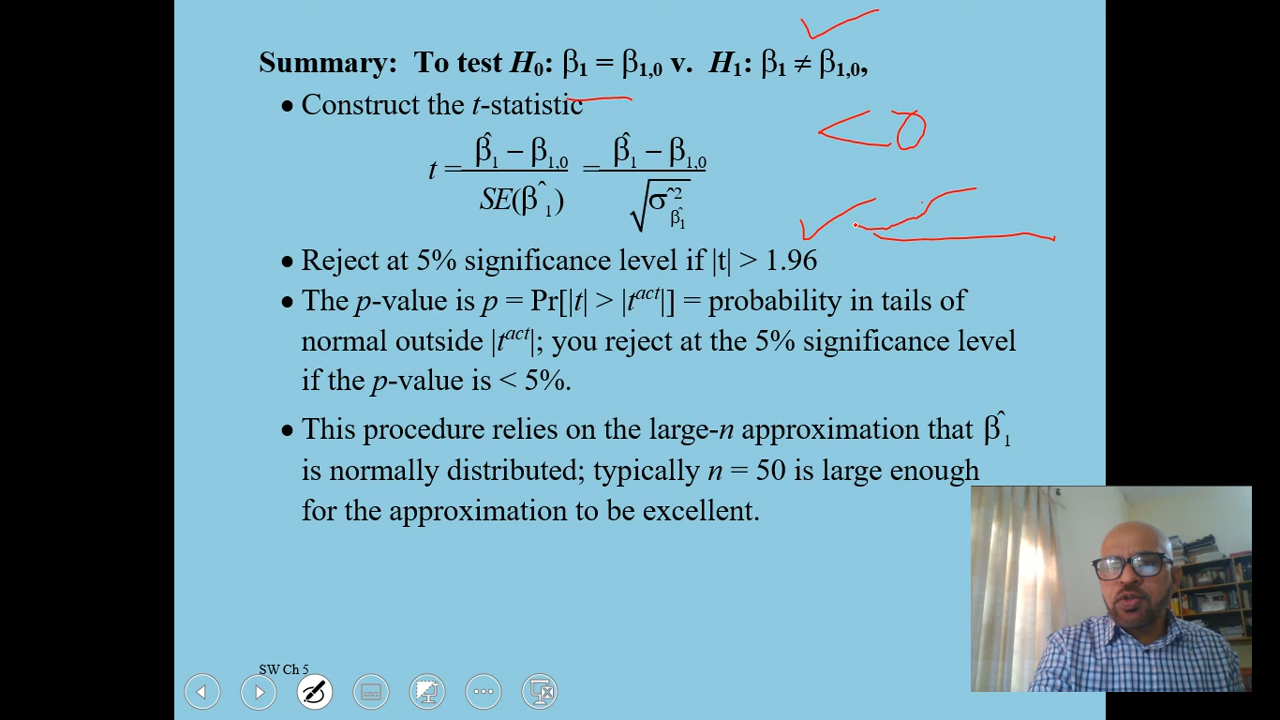 Summary: To test H₀: β₁ = β₁,₀ v. H₁: β₁ ≠ β₁,₀,
• Construct the t-statistic
t = (β̂₁ − β₁,₀) / SE(β̂₁) = (β̂₁ − β₁,₀) / √σ̂²_β̂₁
<0
• Reject at 5% significance level if |t| > 1.96
• The p-value is p = Pr[|t| > |tᵃᶜᵗ|] = probability in tails of
normal outside |tᵃᶜᵗ|; you reject at the 5% significance level
if the p-value is < 5%.
• This procedure relies on the large-n approximation that β̂₁
is normally distributed; typically n = 50 is large enough
for the approximation to be excellent.
SW Ch 5